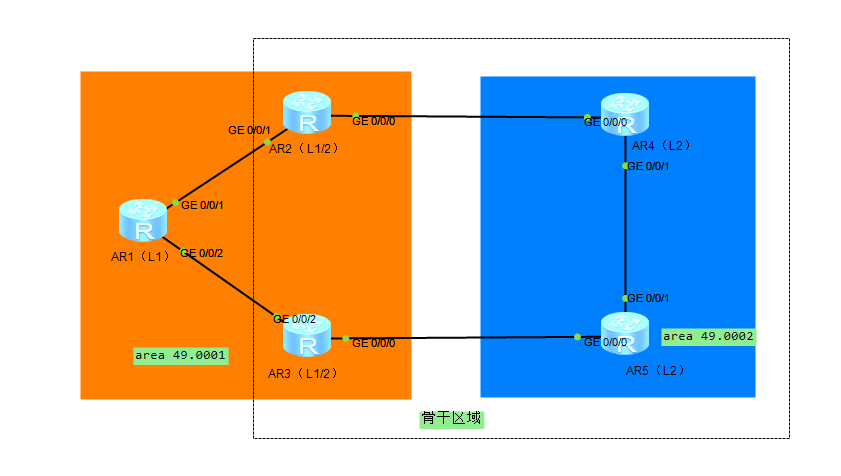 GE 0/0/0
GE 0/0/0
GE 0/0/1
AR2（L1/2）
AR4（L2）
GE 0/0/1
GE 0/0/1
AR1（L1）
GE 0/0/2
GE 0/0/1
GE 0/0/2
GE 0/0/0
GE 0/0/0
area 49.0002
area 49.0001
AR3（L1/2）
AR5（L2）
骨干区域
R
R
R
R
R